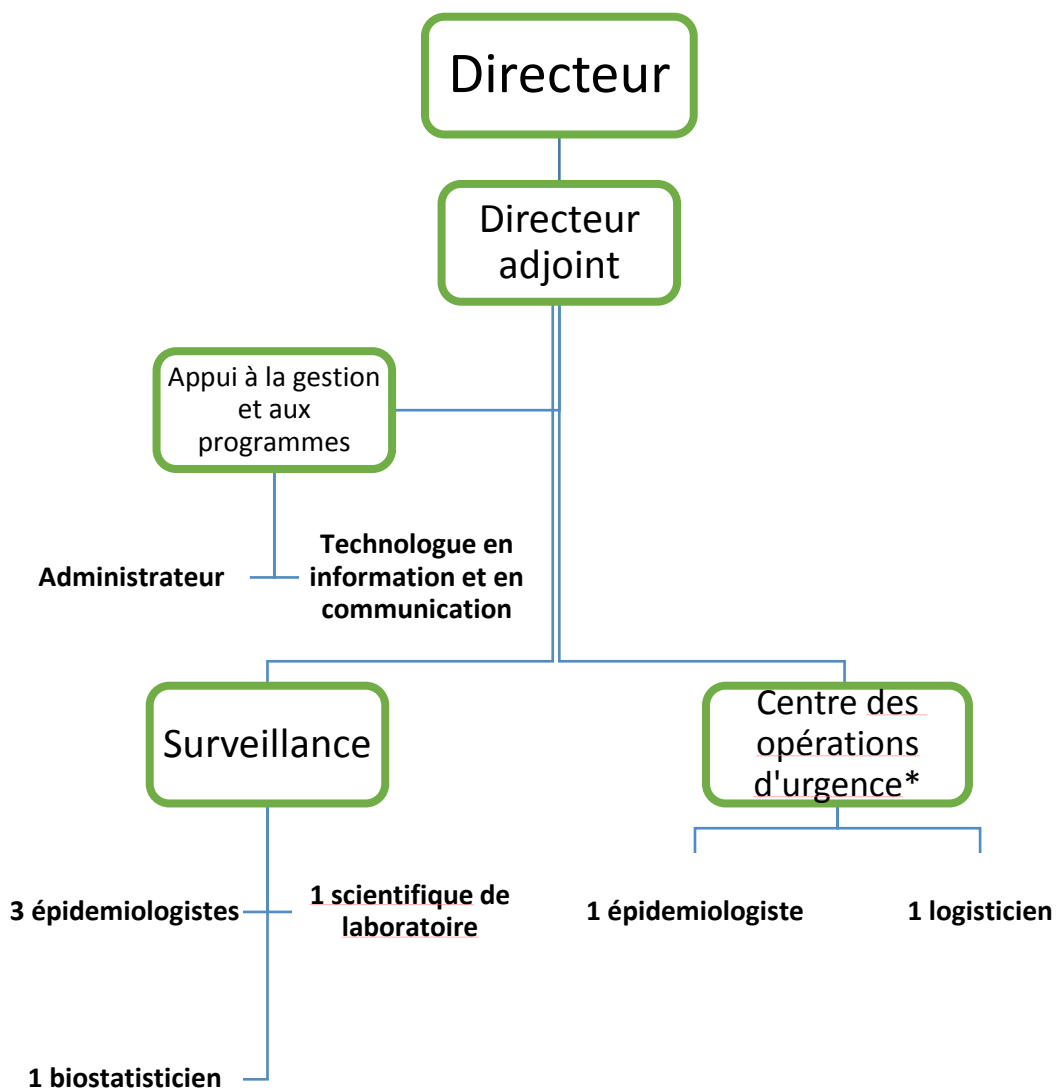 Directeur
Directeur
adjoint
Appui à la gestion
et aux
programmes
Administrateur
Technologue en
information et en
communication
Surveillance
Centre des
opérations
d'urgence*
3 épidemiologistes
1 scientifique de
laboratoire
1 épidemiologiste
1 logisticien
1 biostatisticien